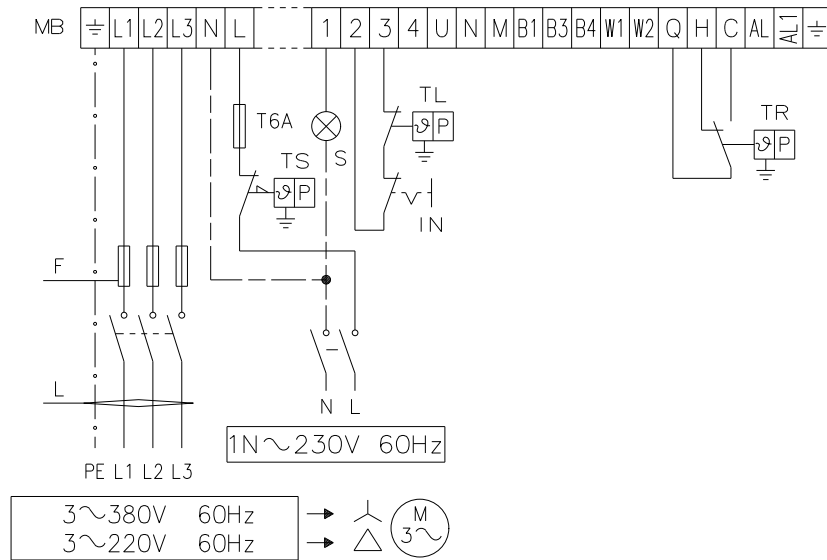 MB ⏚ L1 L2 L3 N L 1 2 3 4 U N M B1 B3 B4 W1 W2 Q H C AL AL1 ⏚
T6A
S
TL
ϑ P
TR
ϑ P
TS
ϑ P
IN
F
L
N L
1N~230V 60Hz
PE L1 L2 L3
3~380V 60Hz
3~220V 60Hz
M
3~